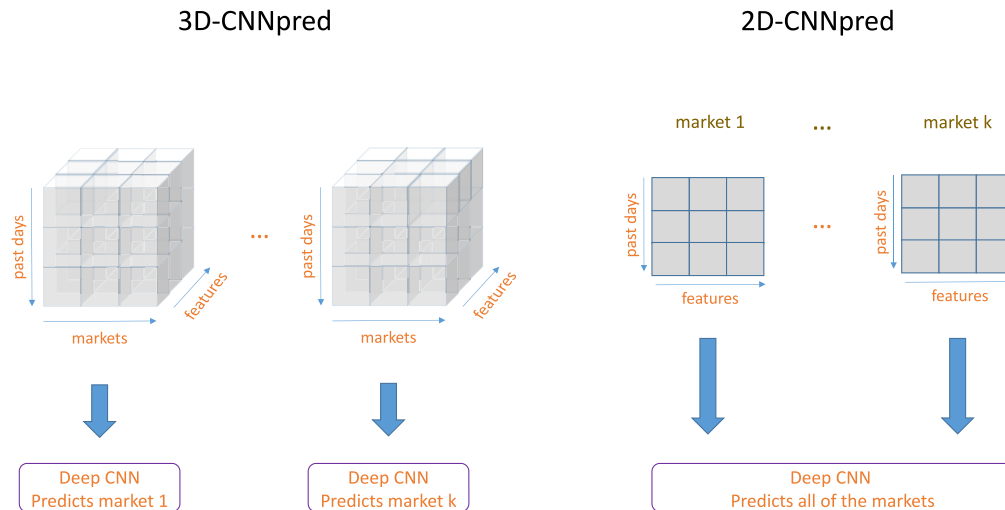 3D-CNNpred
past days
markets
features
...
past days
markets
features
Deep CNN
Predicts market 1
Deep CNN
Predicts market k
2D-CNNpred
market 1
...
market k
past days
features
...
past days
features
Deep CNN
Predicts all of the markets